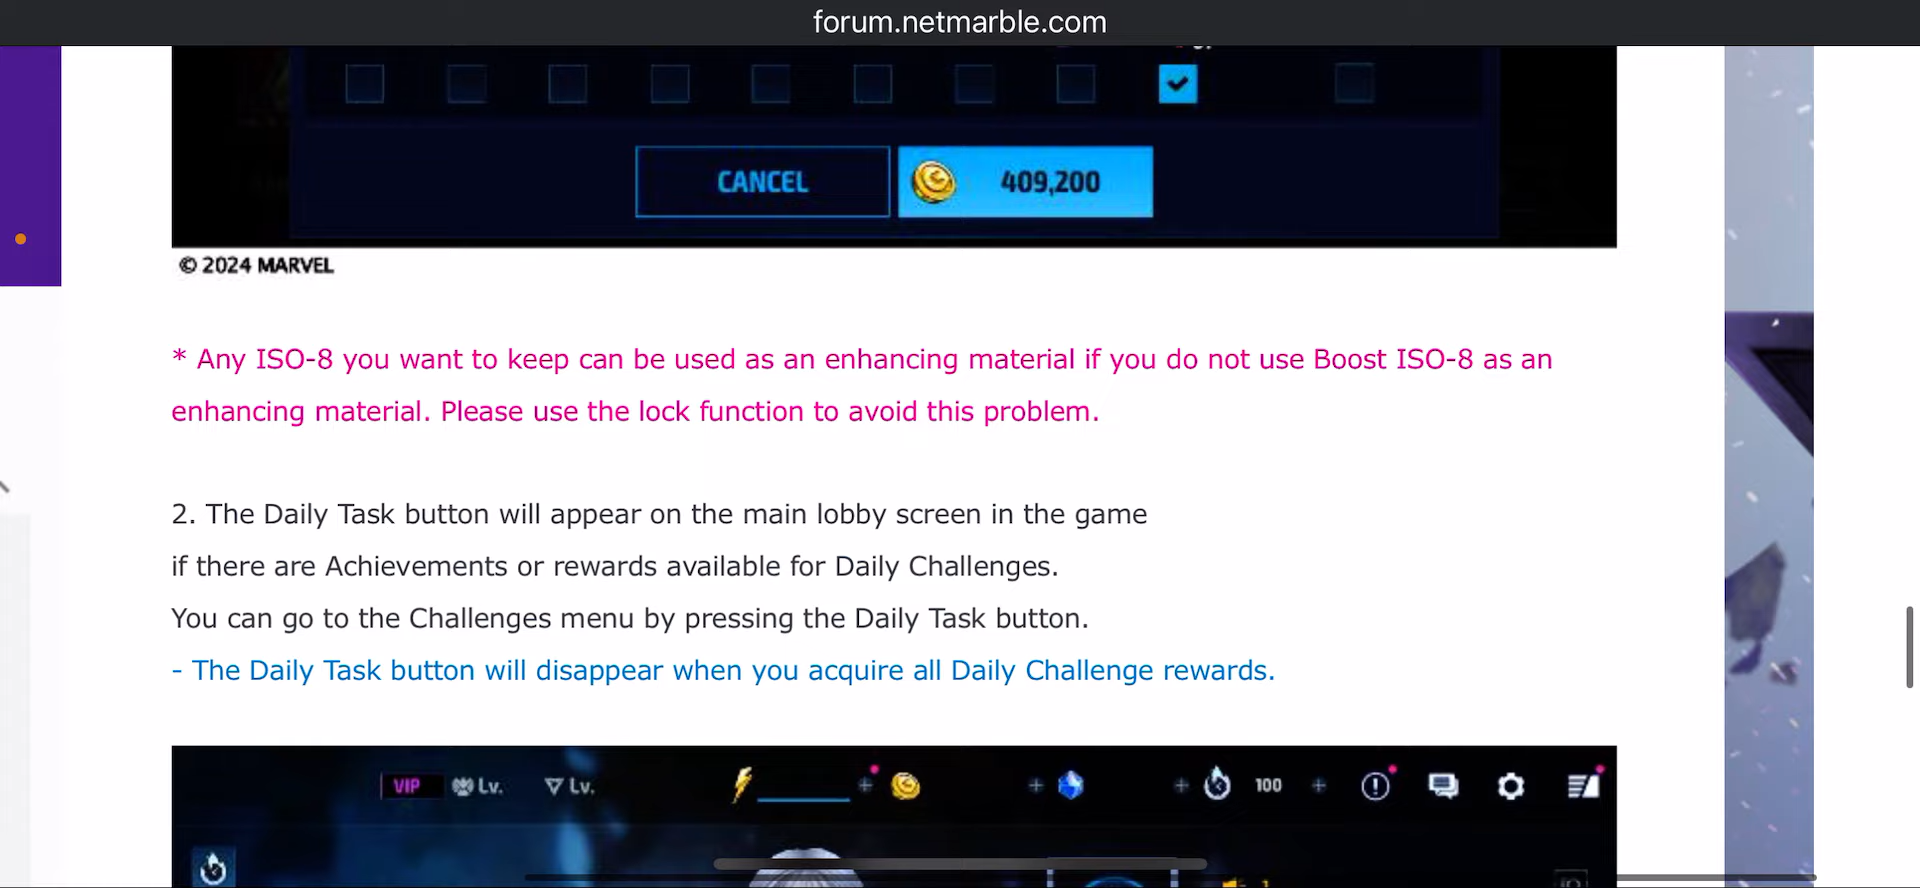 forum.netmarble.com
CANCEL
409,200
© 2024 MARVEL
* Any ISO-8 you want to keep can be used as an enhancing material if you do not use Boost ISO-8 as an
enhancing material. Please use the lock function to avoid this problem.
2. The Daily Task button will appear on the main lobby screen in the game
if there are Achievements or rewards available for Daily Challenges.
You can go to the Challenges menu by pressing the Daily Task button.
- The Daily Task button will disappear when you acquire all Daily Challenge rewards.
VIP Lv. Lv. + + + 100 +